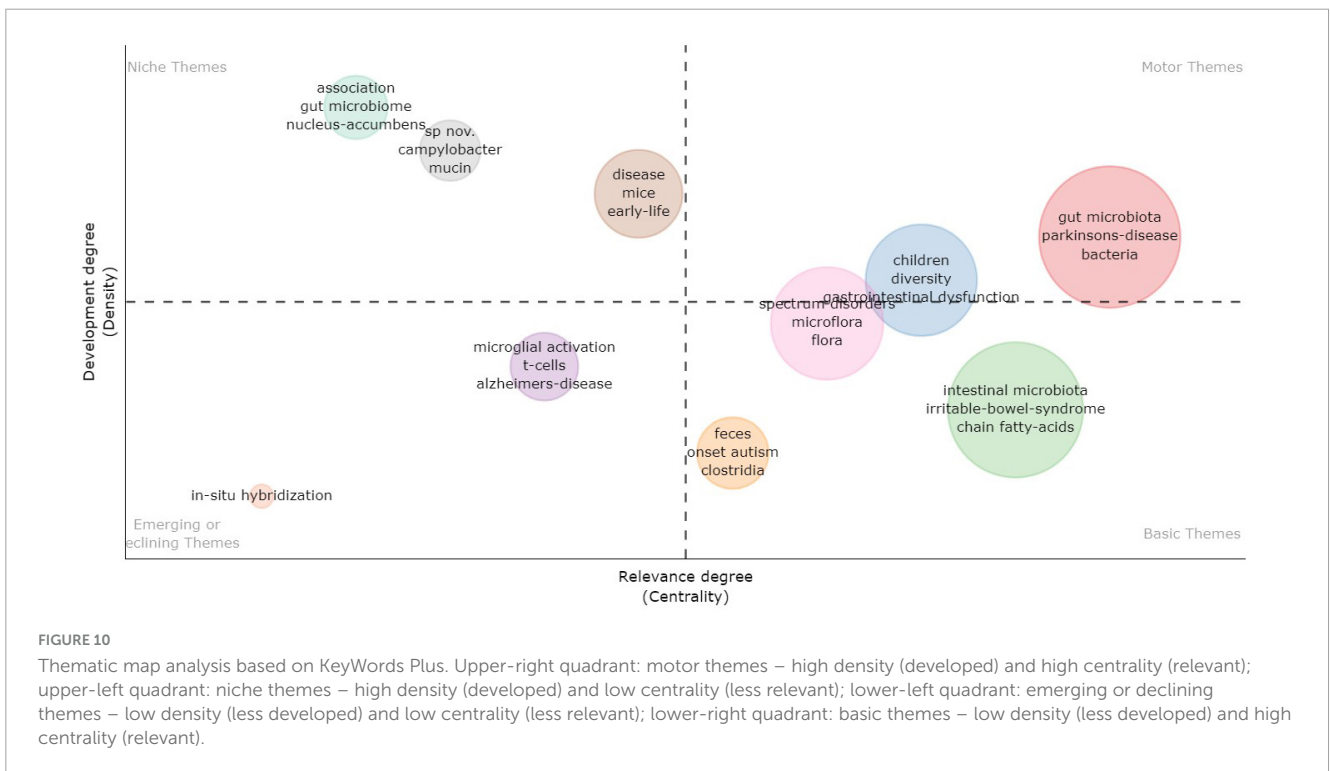 Niche Themes
Motor Themes
association
gut microbiome
nucleus-accumbens
sp nov.
campylobacter
mucin
disease
mice
early-life
gut microbiota
parkinsons-disease
bacteria
children
diversity
gastrointestinal dysfunction
spectrum disorders
microflora
flora
microglial activation
t-cells
alzheimers-disease
intestinal microbiota
irritable-bowel-syndrome
chain fatty-acids
feces
onset autism
clostridia
in-situ hybridization
Emerging or
eclining Themes
Basic Themes
Development degree
(Density)
Relevance degree
(Centrality)
FIGURE 10
Thematic map analysis based on KeyWords Plus. Upper-right quadrant: motor themes – high density (developed) and high centrality (relevant);
upper-left quadrant: niche themes – high density (developed) and low centrality (less relevant); lower-left quadrant: emerging or declining
themes – low density (less developed) and low centrality (less relevant); lower-right quadrant: basic themes – low density (less developed) and high
centrality (relevant).